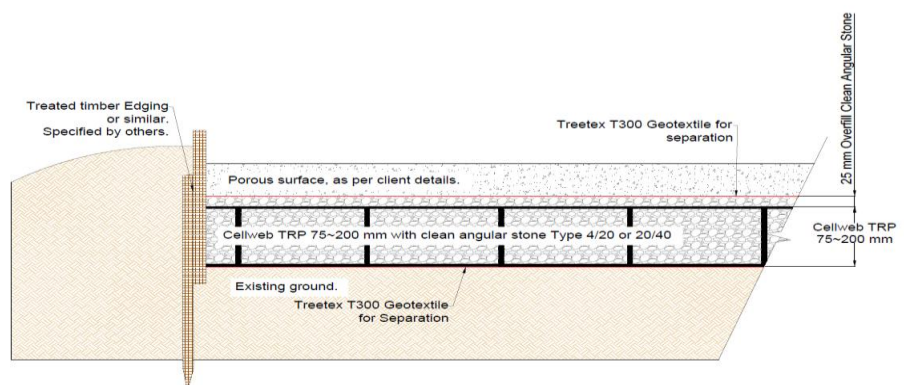 Treated timber Edging
or similar.
Specified by others.
Treetex T300 Geotextile for
separation
25 mm Overfill Clean Angular Stone
Porous surface, as per client details.
Cellweb TRP 75~200 mm with clean angular stone Type 4/20 or 20/40
Cellweb TRP
75~200 mm
Existing ground.
Treetex T300 Geotextile
for Separation